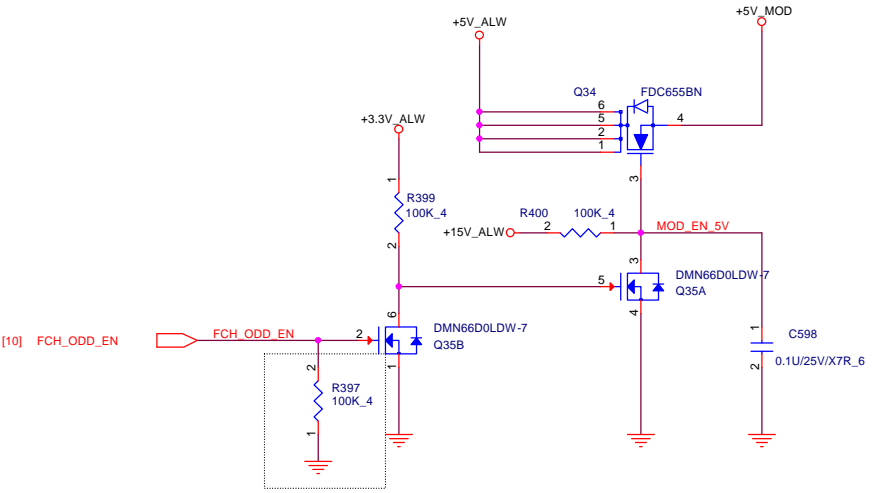 +5V_ALW
+5V_MOD
Q34
FDC655BN
6
5
2
1
4
3
+3.3V_ALW
1
R399
100K_4
2
R400
100K_4
+15V_ALW
2
1
MOD_EN_5V
3
5
DMN66D0LDW-7
Q35A
4
6
[10]
FCH_ODD_EN
FCH_ODD_EN
2
DMN66D0LDW-7
Q35B
1
1
C598
0.1U/25V/X7R_6
2
2
R397
100K_4
1